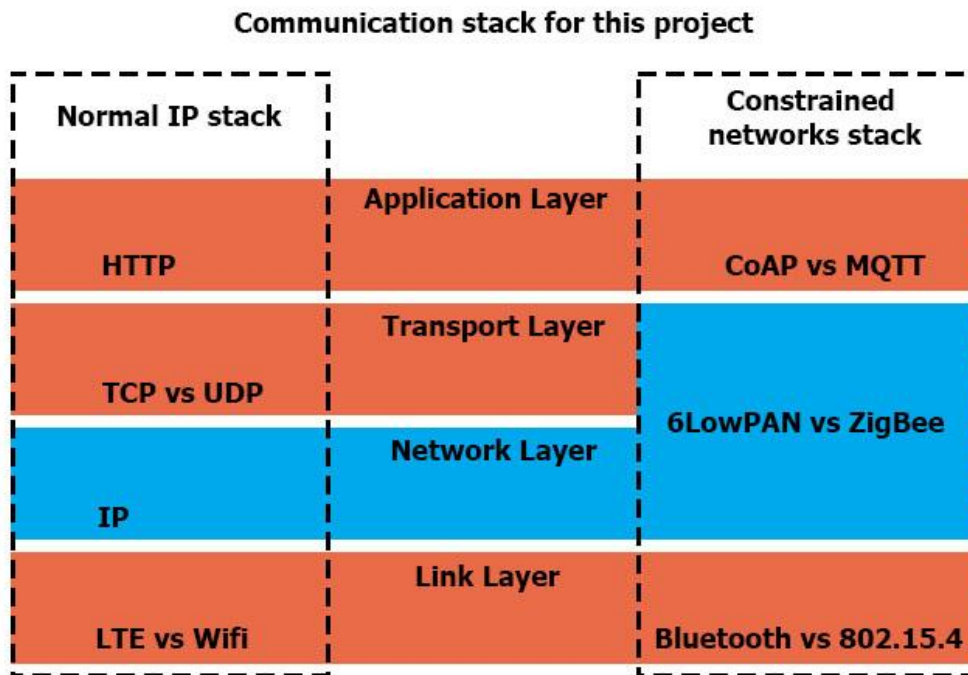 Communication stack for this project
Normal IP stack
Constrained
networks stack
Application Layer
HTTP
CoAP vs MQTT
Transport Layer
TCP vs UDP
6LowPAN vs ZigBee
Network Layer
IP
Link Layer
LTE vs Wifi
Bluetooth vs 802.15.4